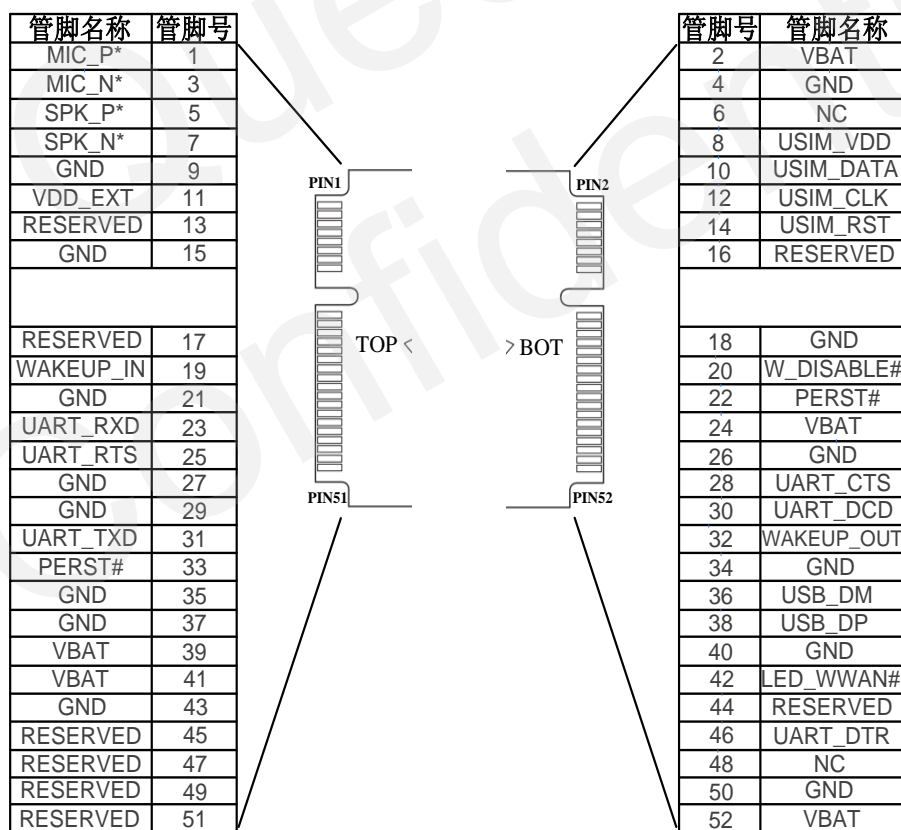 管脚名称 管脚号
MIC_P* 1
MIC_N* 3
SPK_P* 5
SPK_N* 7
GND 9
VDD_EXT 11
RESERVED 13
GND 15
RESERVED 17
WAKEUP_IN 19
GND 21
UART_RXD 23
UART_RTS 25
GND 27
GND 29
UART_TXD 31
PERST# 33
GND 35
GND 37
VBAT 39
VBAT 41
GND 43
RESERVED 45
RESERVED 47
RESERVED 49
RESERVED 51
PIN1
TOP
PIN51
PIN2
BOT
PIN52
管脚号 管脚名称
2 VBAT
4 GND
6 NC
8 USIM_VDD
10 USIM_DATA
12 USIM_CLK
14 USIM_RST
16 RESERVED
18 GND
20 W_DISABLE#
22 PERST#
24 VBAT
26 GND
28 UART_CTS
30 UART_DCD
32 WAKEUP_OUT
34 GND
36 USB_DM
38 USB_DP
40 GND
42 LED_WWAN#
44 RESERVED
46 UART_DTR
48 NC
50 GND
52 VBAT